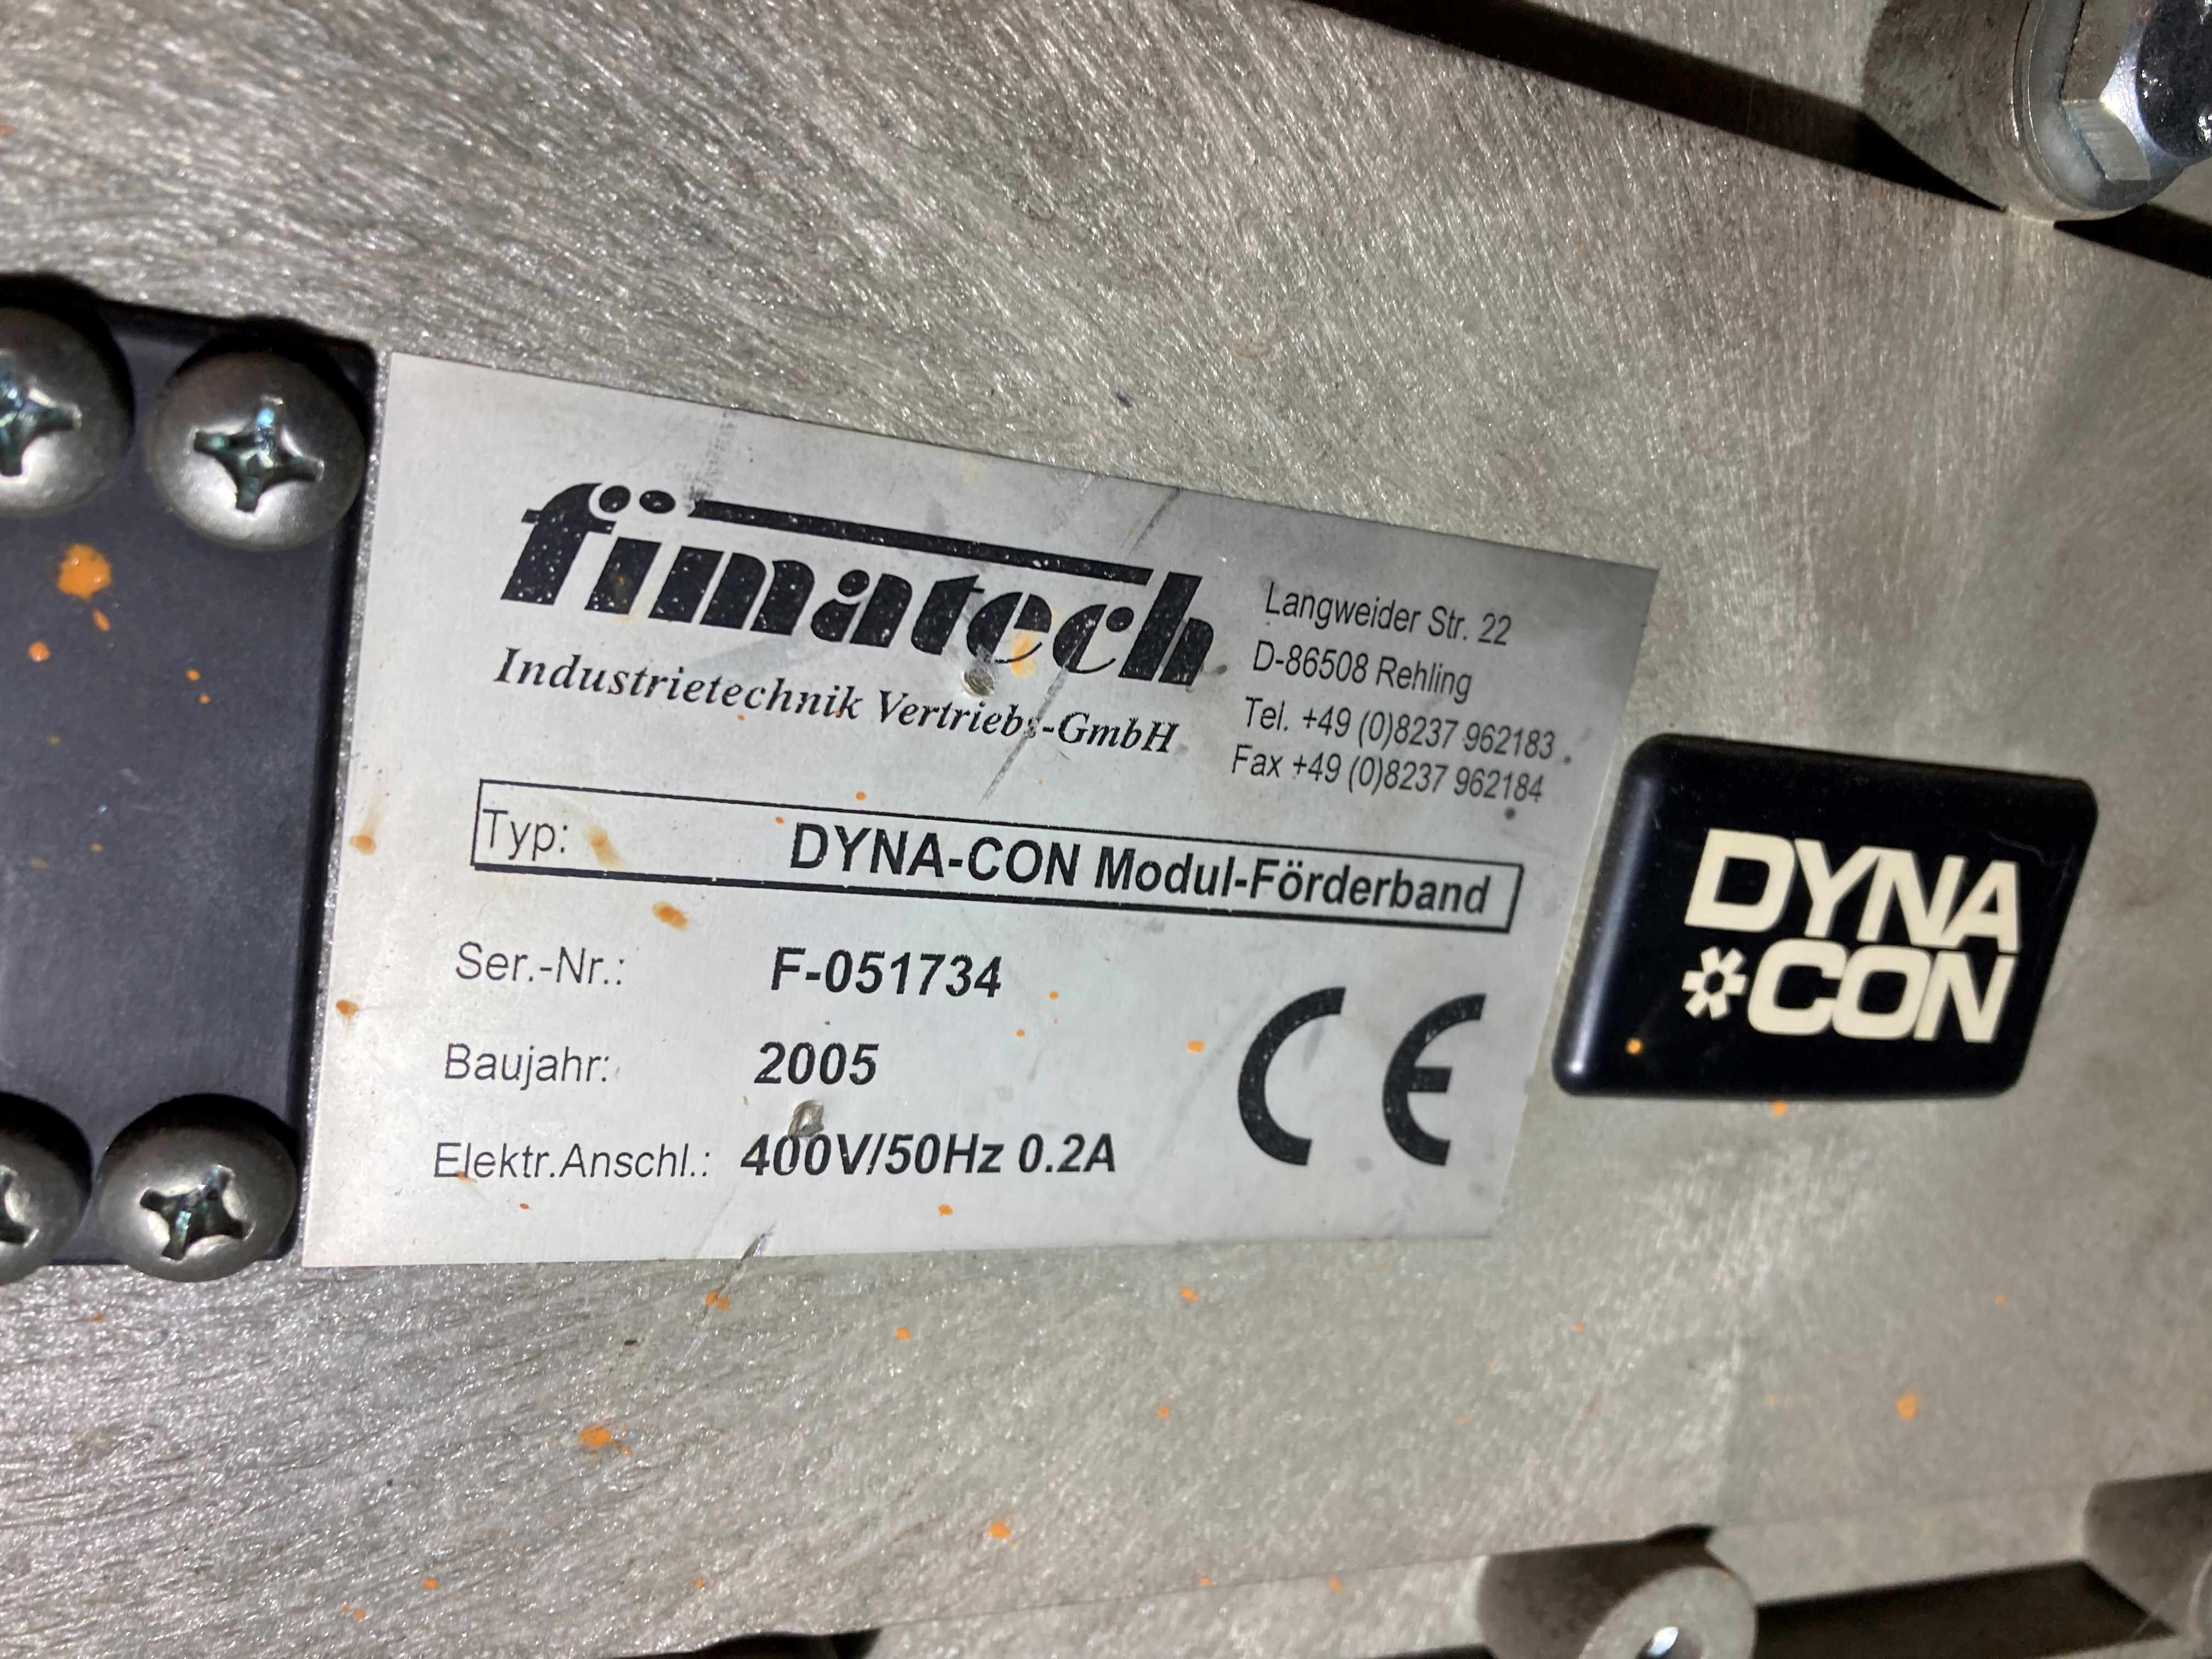 fimatech
Industrietechnik Vertriebs-GmbH
Langweider Str. 22
D-86508 Rehling
Tel. +49 (0)8237 962183
Fax +49 (0)8237 962184
Typ: DYNA-CON Modul-Förderband
Ser.-Nr.: F-051734
Baujahr: 2005
Elektr.Anschl.: 400V/50Hz 0.2A
CE
DYNA
CON